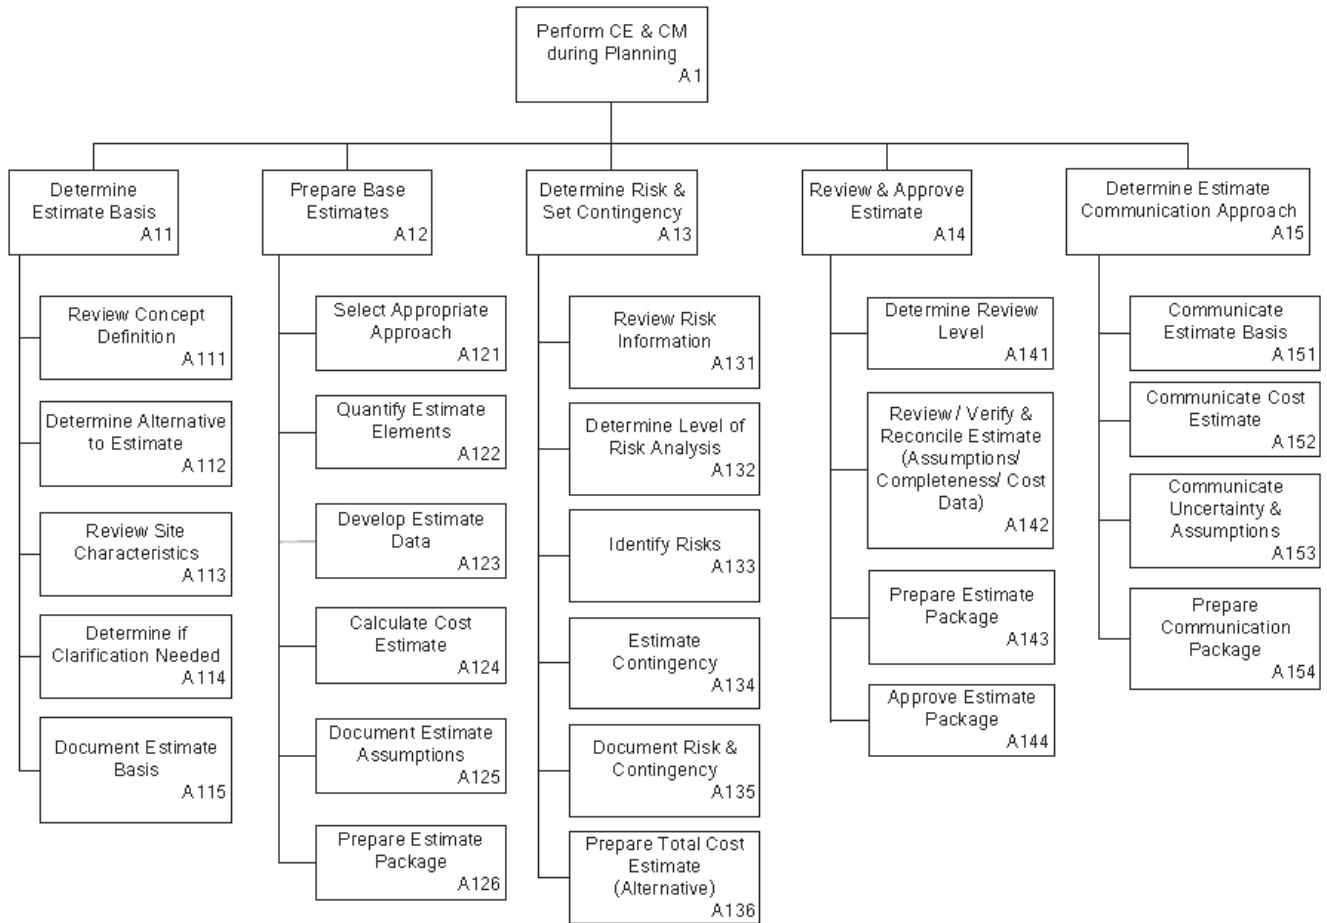 Perform CE & CM
during Planning
A1
Determine
Estimate Basis
A11
Prepare Base
Estimates
A12
Determine Risk &
Set Contingency
A13
Review & Approve
Estimate
A14
Determine Estimate
Communication Approach
A15
Review Concept
Definition
A111
Determine Alternative
to Estimate
A112
Review Site
Characteristics
A113
Determine if
Clarification Needed
A114
Document Estimate
Basis
A115
Select Appropriate
Approach
A121
Quantify Estimate
Elements
A122
Develop Estimate
Data
A123
Calculate Cost
Estimate
A124
Document Estimate
Assumptions
A125
Prepare Estimate
Package
A126
Review Risk
Information
A131
Determine Level of
Risk Analysis
A132
Identify Risks
A133
Estimate
Contingency
A134
Document Risk &
Contingency
A135
Prepare Total Cost
Estimate
(Alternative)
A136
Determine Review
Level
A141
Review / Verify &
Reconcile Estimate
(Assumptions/
Completeness/ Cost
Data)
A142
Prepare Estimate
Package
A143
Approve Estimate
Package
A144
Communicate
Estimate Basis
A151
Communicate Cost
Estimate
A152
Communicate
Uncertainty &
Assumptions
A153
Prepare
Communication
Package
A154